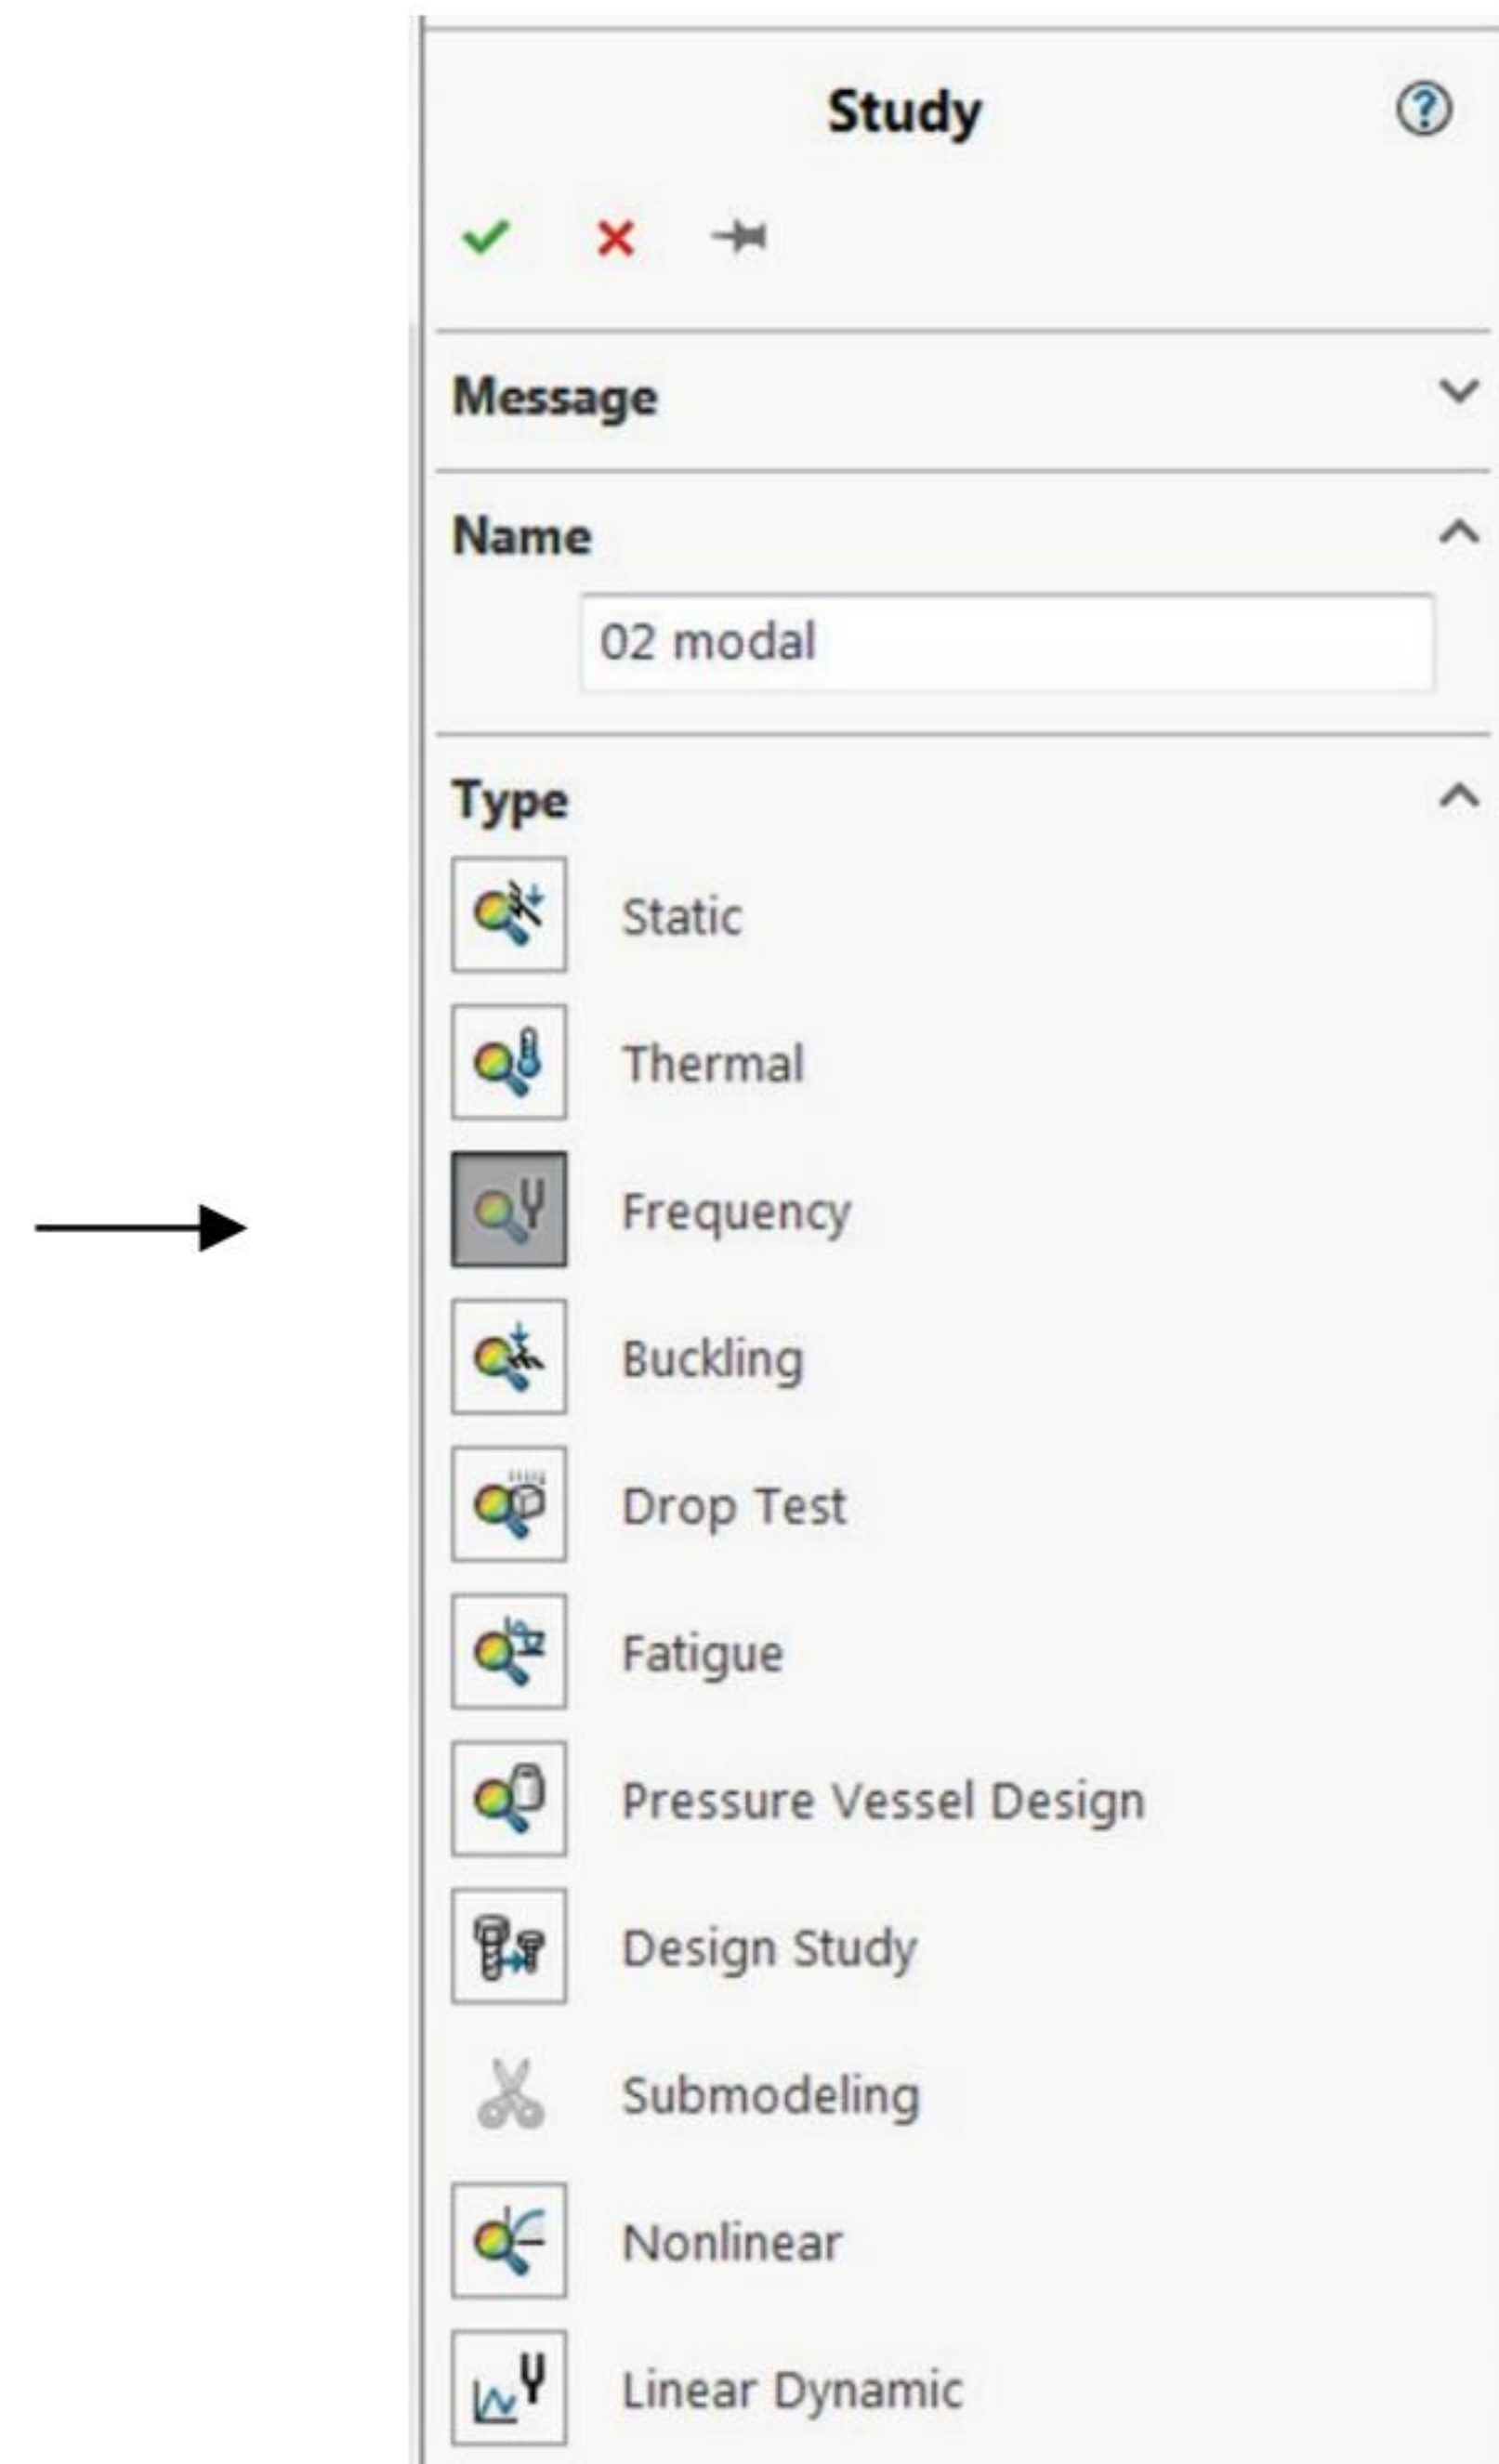 Study
Message
Name
02 modal
Type
Static
Thermal
Frequency
Buckling
Drop Test
Fatigue
Pressure Vessel Design
Design Study
Submodeling
Nonlinear
Linear Dynamic